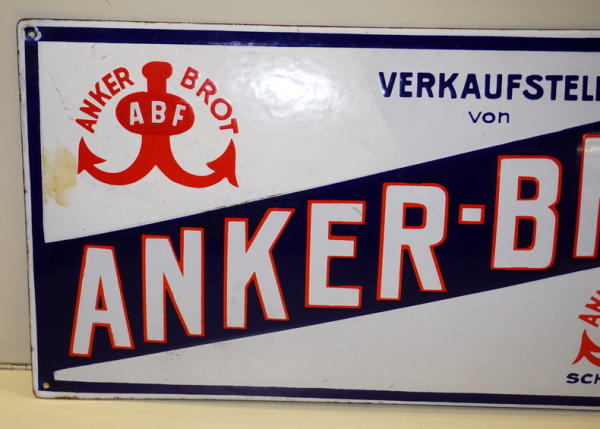 ANKER BROT
ABF
VERKAUFSTELL
von
ANKER-B
AN
SCH